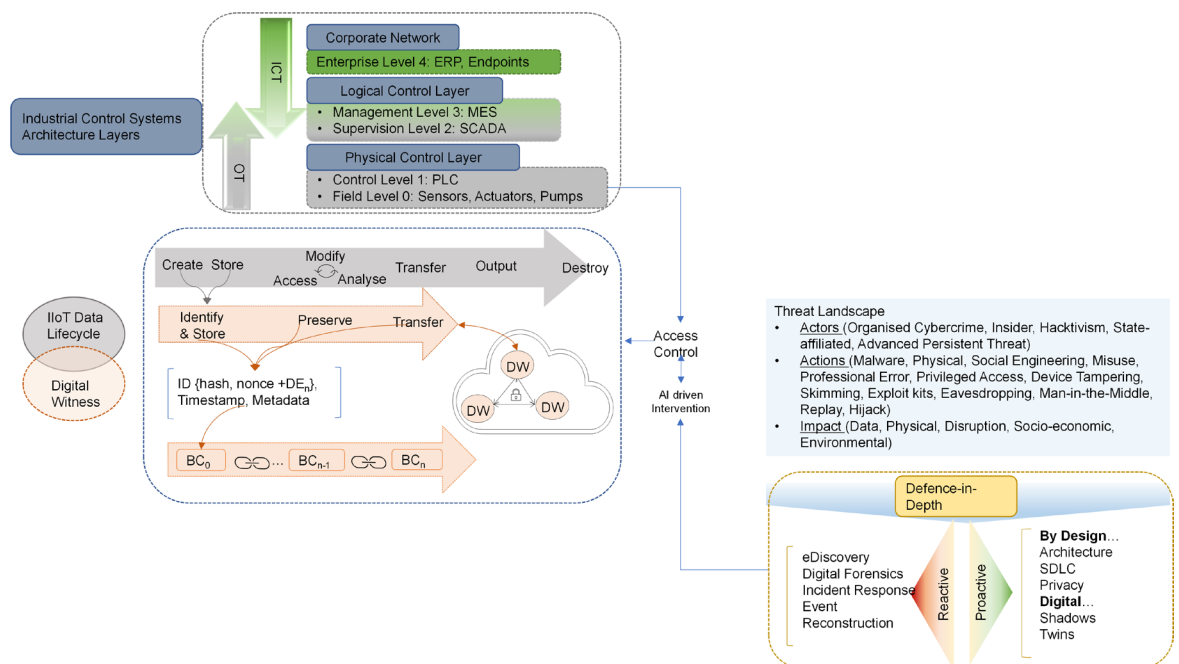 Corporate Network
Enterprise Level 4: ERP, Endpoints
ICT
Logical Control Layer
• Management Level 3: MES
• Supervision Level 2: SCADA
Industrial Control Systems
Architecture Layers
OT
Physical Control Layer
• Control Level 1: PLC
• Field Level 0: Sensors, Actuators, Pumps
Create Store
Modify
Access Analyse
Transfer
Output
Destroy
IIoT Data
Lifecycle
Digital
Witness
Identify
& Store
Preserve
Transfer
ID {hash, nonce +DEn},
Timestamp, Metadata
DW
DW
DW
BC0
...
BCn-1
BCn
Access
Control
AI driven
Intervention
Threat Landscape
• Actors (Organised Cybercrime, Insider, Hacktivism, State-
affiliated, Advanced Persistent Threat)
• Actions (Malware, Physical, Social Engineering, Misuse,
Professional Error, Privileged Access, Device Tampering,
Skimming, Exploit kits, Eavesdropping, Man-in-the-Middle,
Replay, Hijack)
• Impact (Data, Physical, Disruption, Socio-economic,
Environmental)
Defence-in-
Depth
eDiscovery
Digital Forensics
Incident Response
Event
Reconstruction
Reactive
Proactive
By Design…
Architecture
SDLC
Privacy
Digital…
Shadows
Twins